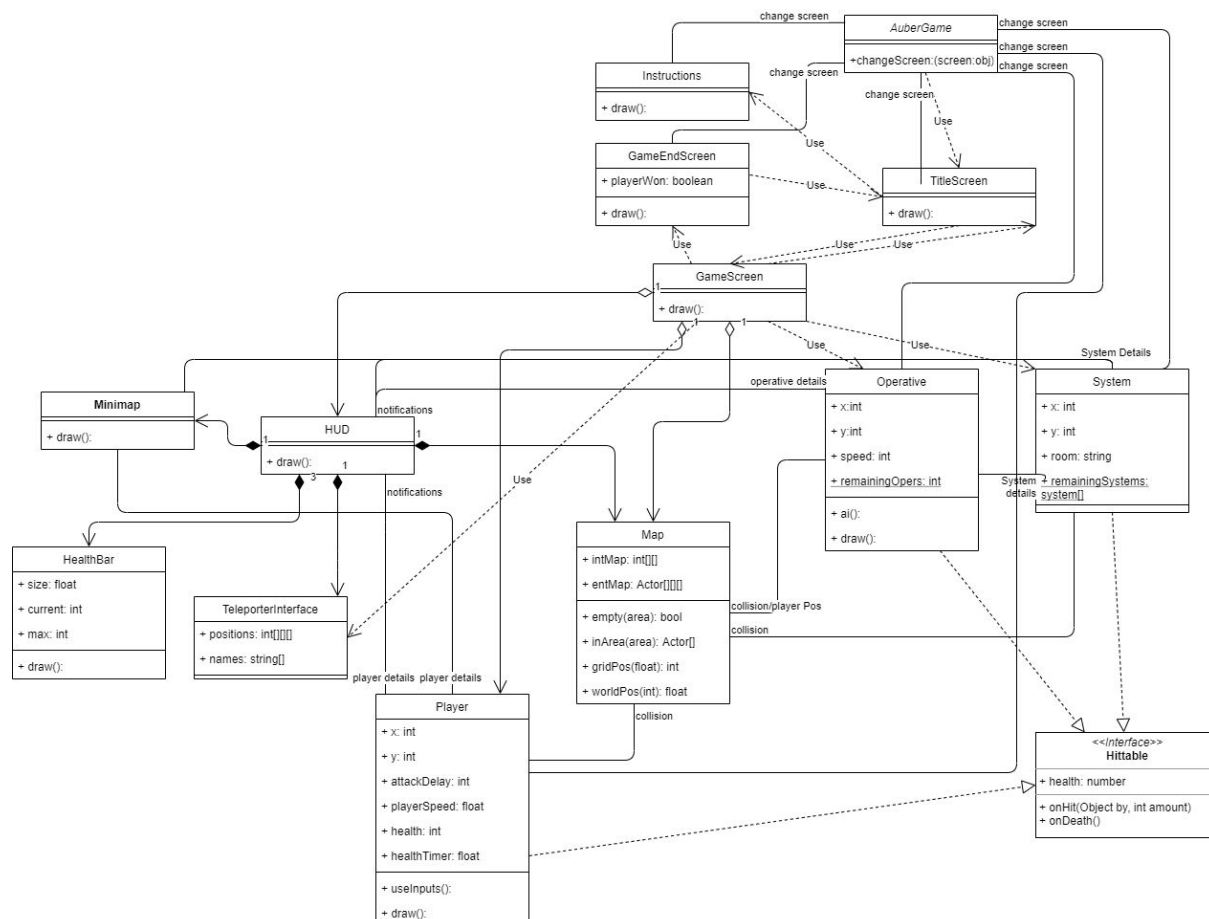 change screen
AuberGame
+changeScreen:(screen:obj)
change screen
change screen
change screen
change screen
change screen
Instructions
+ draw():
Use
Use
GameEndScreen
+ playerWon: boolean
+ draw():
Use
TitleScreen
+ draw():
Use
Use
Use
GameScreen
+ draw():
1
1
1
Use
Use
System Details
operative details
notifications
Minimap
+ draw():
HUD
+ draw():
1
1
3
1
notifications
Use
Operative
+ x:int
+ y:int
+ speed: int
+ remainingOpers: int
+ ai():
+ draw():
System
+ x: int
+ y: int
+ room: string
+ remainingSystems:
system[]
System
details
HealthBar
+ size: float
+ current: int
+ max: int
+ draw():
TeleporterInterface
+ positions: int[][][]
+ names: string[]
Map
+ intMap: int[][]
+ entMap: Actor[][][]
+ empty(area): bool
+ inArea(area): Actor[]
+ gridPos(float): int
+ worldPos(int): float
collision/player Pos
collision
player details
player details
collision
Player
+ x: int
+ y: int
+ attackDelay: int
+ playerSpeed: float
+ health: int
+ healthTimer: float
+ useInputs():
+ draw():
<<Interface>>
Hittable
+ health: number
+ onHit(Object by, int amount)
+ onDeath()